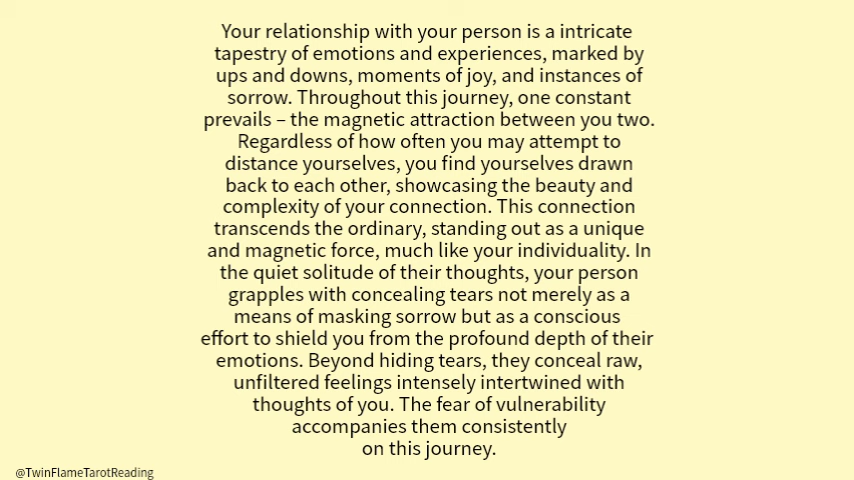 Your relationship with your person is a intricate
tapestry of emotions and experiences, marked by
ups and downs, moments of joy, and instances of
sorrow. Throughout this journey, one constant
prevails – the magnetic attraction between you two.
Regardless of how often you may attempt to
distance yourselves, you find yourselves drawn
back to each other, showcasing the beauty and
complexity of your connection. This connection
transcends the ordinary, standing out as a unique
and magnetic force, much like your individuality. In
the quiet solitude of their thoughts, your person
grapples with concealing tears not merely as a
means of masking sorrow but as a conscious
effort to shield you from the profound depth of their
emotions. Beyond hiding tears, they conceal raw,
unfiltered feelings intensely intertwined with
thoughts of you. The fear of vulnerability
accompanies them consistently
on this journey.
@TwinFlameTarotReading